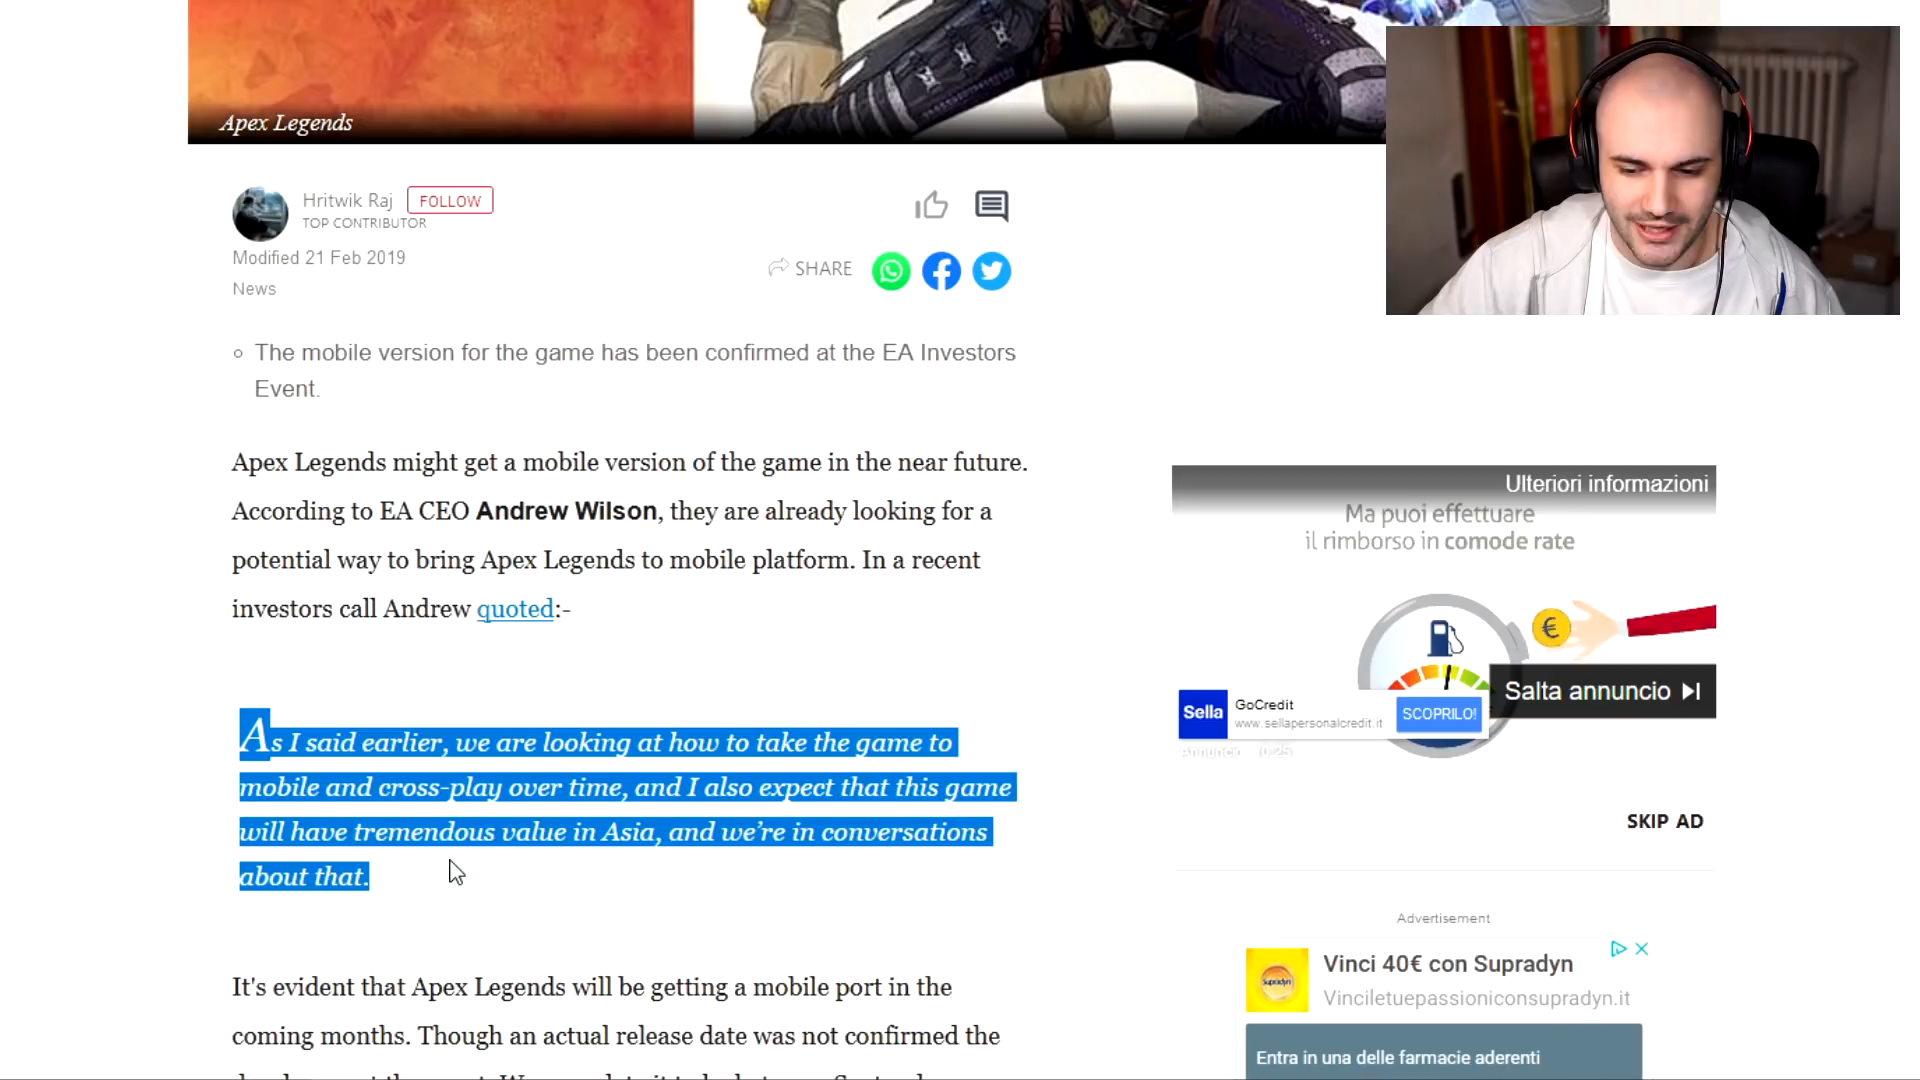 Apex Legends
Hritwik Raj FOLLOW
TOP CONTRIBUTOR
Modified 21 Feb 2019
News
SHARE
The mobile version for the game has been confirmed at the EA Investors
Event.
Apex Legends might get a mobile version of the game in the near future.
According to EA CEO Andrew Wilson, they are already looking for a
potential way to bring Apex Legends to mobile platform. In a recent
investors call Andrew quoted:-
As I said earlier, we are looking at how to take the game to
mobile and cross-play over time, and I also expect that this game
will have tremendous value in Asia, and we’re in conversations
about that.
It's evident that Apex Legends will be getting a mobile port in the
coming months. Though an actual release date was not confirmed the
Ulteriori informazioni
Ma puoi effettuare
il rimborso in comode rate
€
Salta annuncio
Sella
GoCredit
www.sellapersonalcredit.it
SCOPRILO!
Annuncio (0:25)
SKIP AD
Advertisement
Supradyn
Vinci 40€ con Supradyn
Vinciletuepassioniconsupradyn.it
Entra in una delle farmacie aderenti